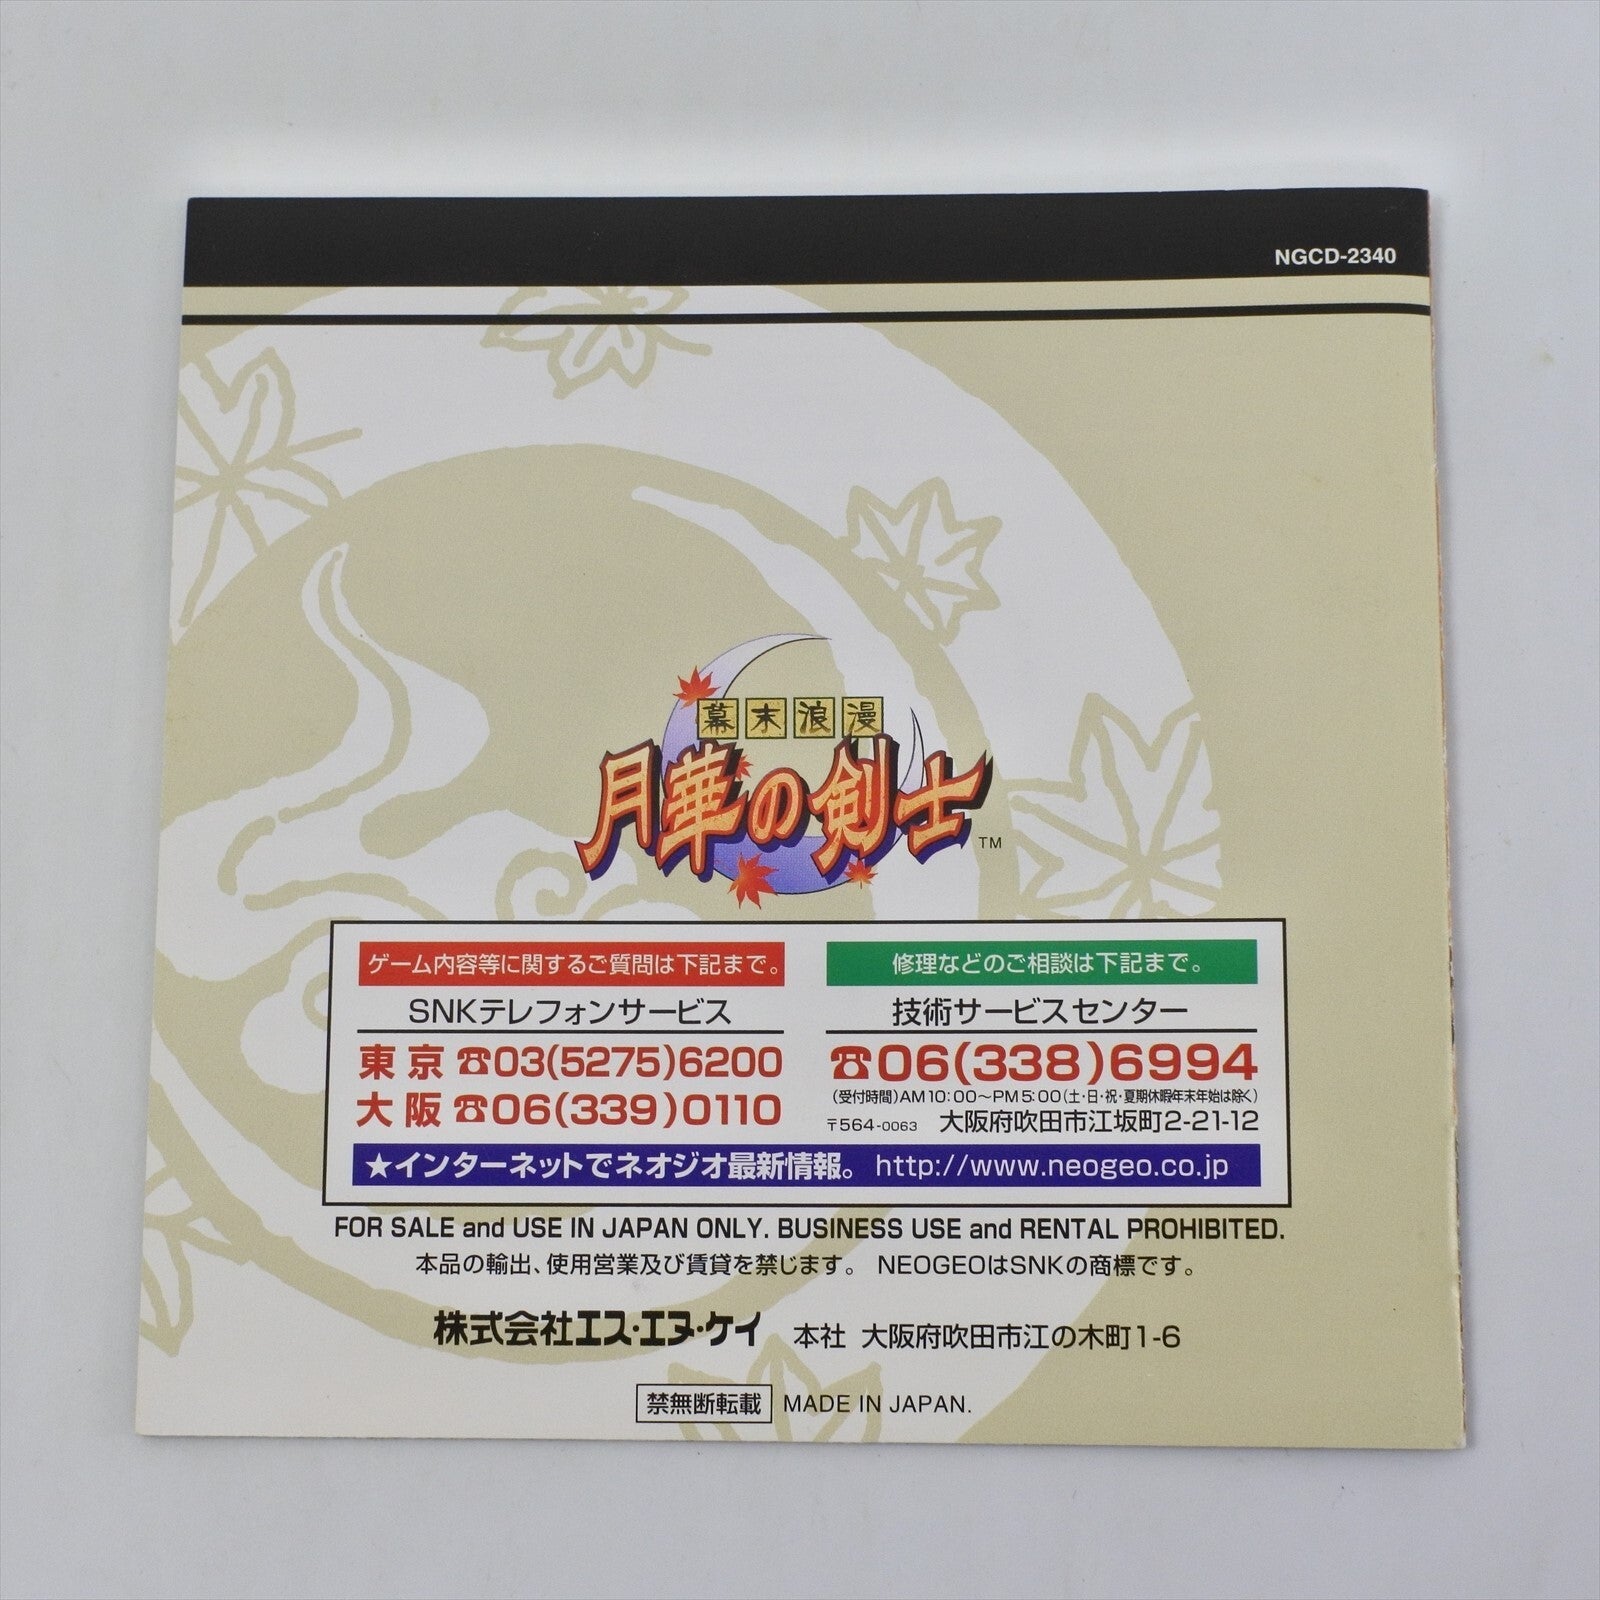 NGCD-2340
幕末浪漫
月華の剣士
TM
ゲーム内容等に関するご質問は下記まで。
SNKテレフォンサービス
東京 ☎03(5275)6200
大阪 ☎06(339)0110
修理などのご相談は下記まで。
技術サービスセンター
☎06(338)6994
(受付時間)AM10:00〜PM5:00(土・日・祝・夏期休暇年末年始は除く)
〒564-0063 大阪府吹田市江坂町2-21-12
★インターネットでネオジオ最新情報。 http://www.neogeo.co.jp
FOR SALE and USE IN JAPAN ONLY. BUSINESS USE and RENTAL PROHIBITED.
本品の輸出、使用営業及び賃貸を禁じます。 NEOGEOはSNKの商標です。
株式会社エス・エヌ・ケイ 本社 大阪府吹田市江の木町1-6
禁無断転載 MADE IN JAPAN.